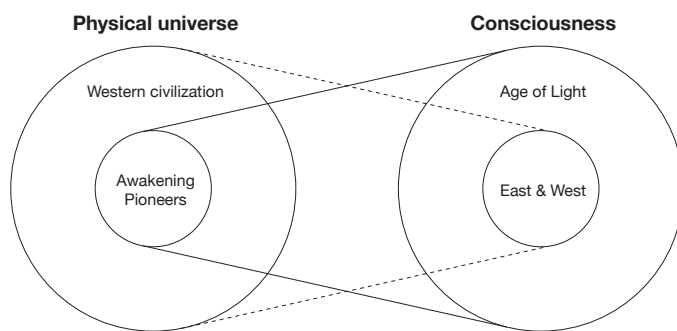 Physical universe
Consciousness
Western civilization
Age of Light
Awakening
Pioneers
East & West